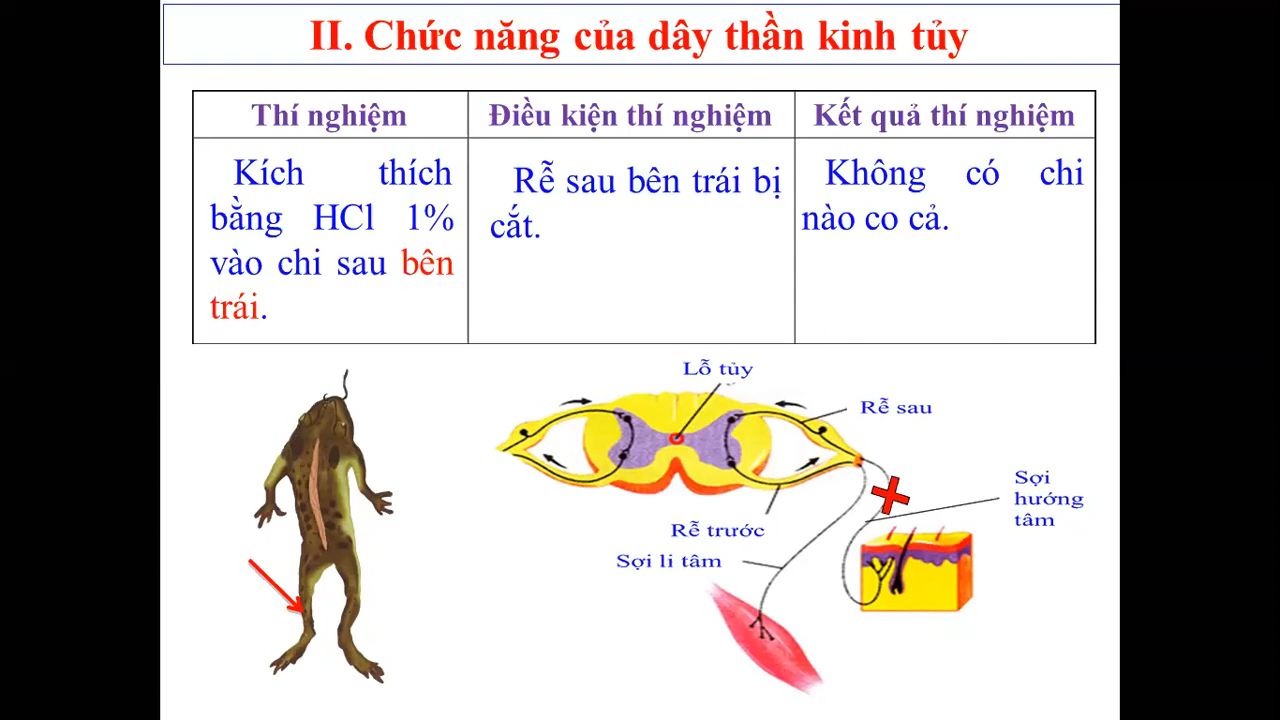 II. Chức năng của dây thần kinh tủy
Thí nghiệm
Điều kiện thí nghiệm
Kết quả thí nghiệm
Kích thích
bằng HCl 1%
vào chi sau bên
trái.
Rễ sau bên trái bị
cắt.
Không có chi
nào co cả.
Lỗ tủy
Rễ sau
Sợi
hướng
tâm
Rễ trước
Sợi li tâm